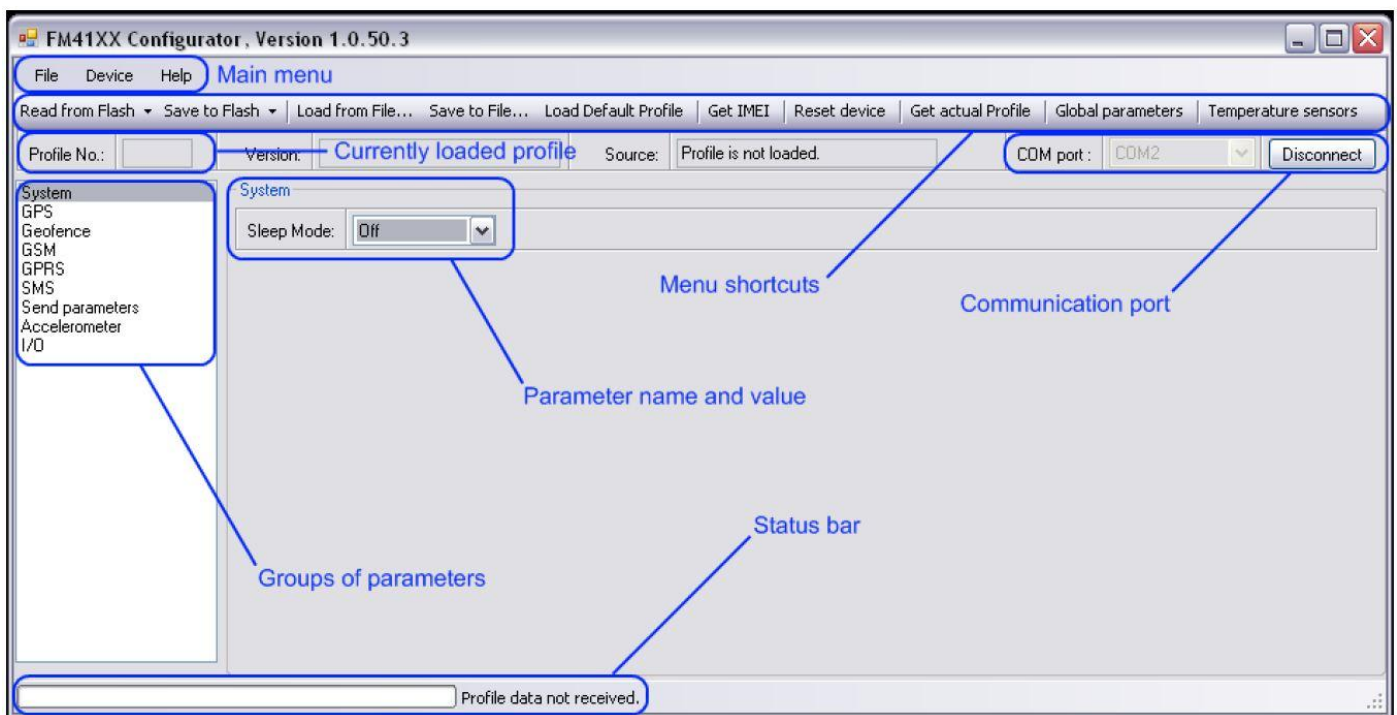 FM41XX Configurator, Version 1.0.50.3
File Device Help Main menu
Read from Flash Save to Flash Load from File... Save to File... Load Default Profile Get IMEI Reset device Get actual Profile Global parameters Temperature sensors
Profile No.: Version: Currently loaded profile Source: Profile is not loaded. COM port : COM2 Disconnect
System
GPS
Geofence
GSM
GPRS
SMS
Send parameters
Accelerometer
I/O
System
Sleep Mode: Off
Menu shortcuts
Communication port
Parameter name and value
Status bar
Groups of parameters
Profile data not received.